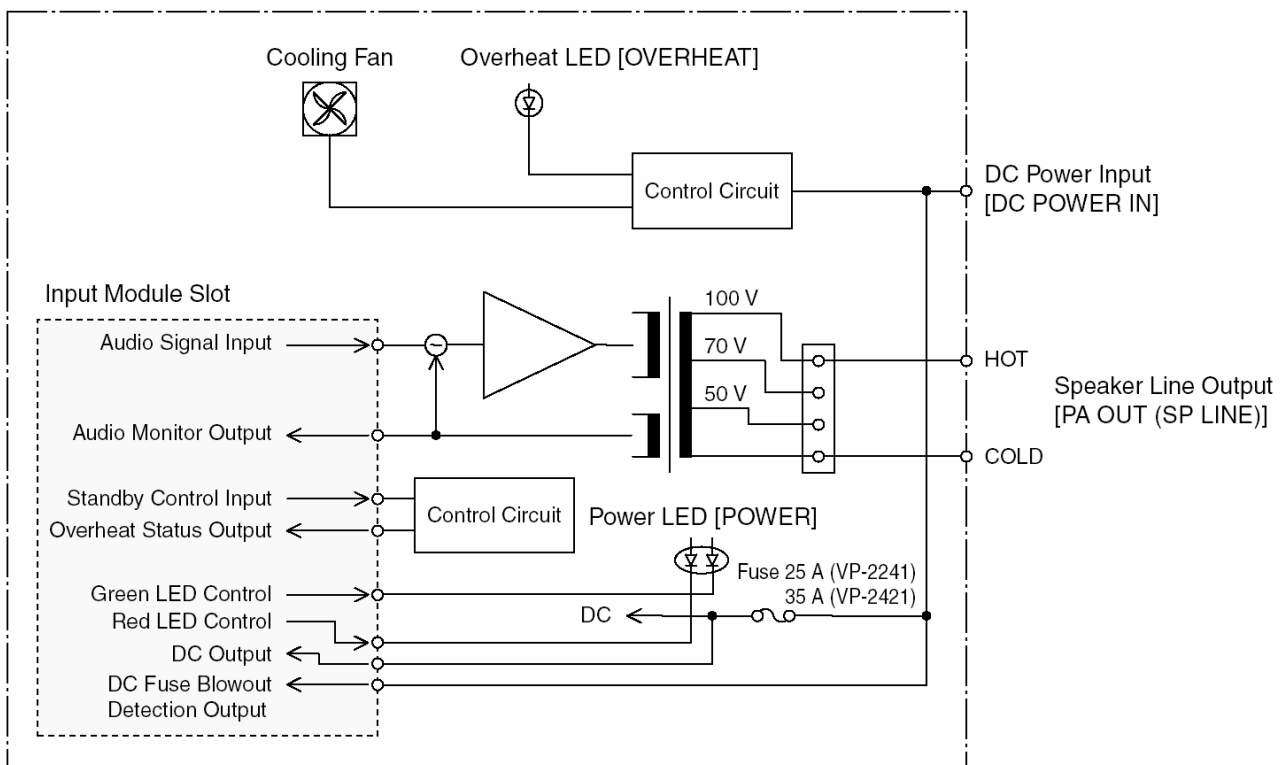 Cooling Fan
Overheat LED [OVERHEAT]
Control Circuit
DC Power Input
[DC POWER IN]
Input Module Slot
Audio Signal Input
Audio Monitor Output
100 V
70 V
50 V
HOT
COLD
Speaker Line Output
[PA OUT (SP LINE)]
Standby Control Input
Overheat Status Output
Control Circuit
Power LED [POWER]
Fuse 25 A (VP-2241)
35 A (VP-2421)
DC
Green LED Control
Red LED Control
DC Output
DC Fuse Blowout
Detection Output